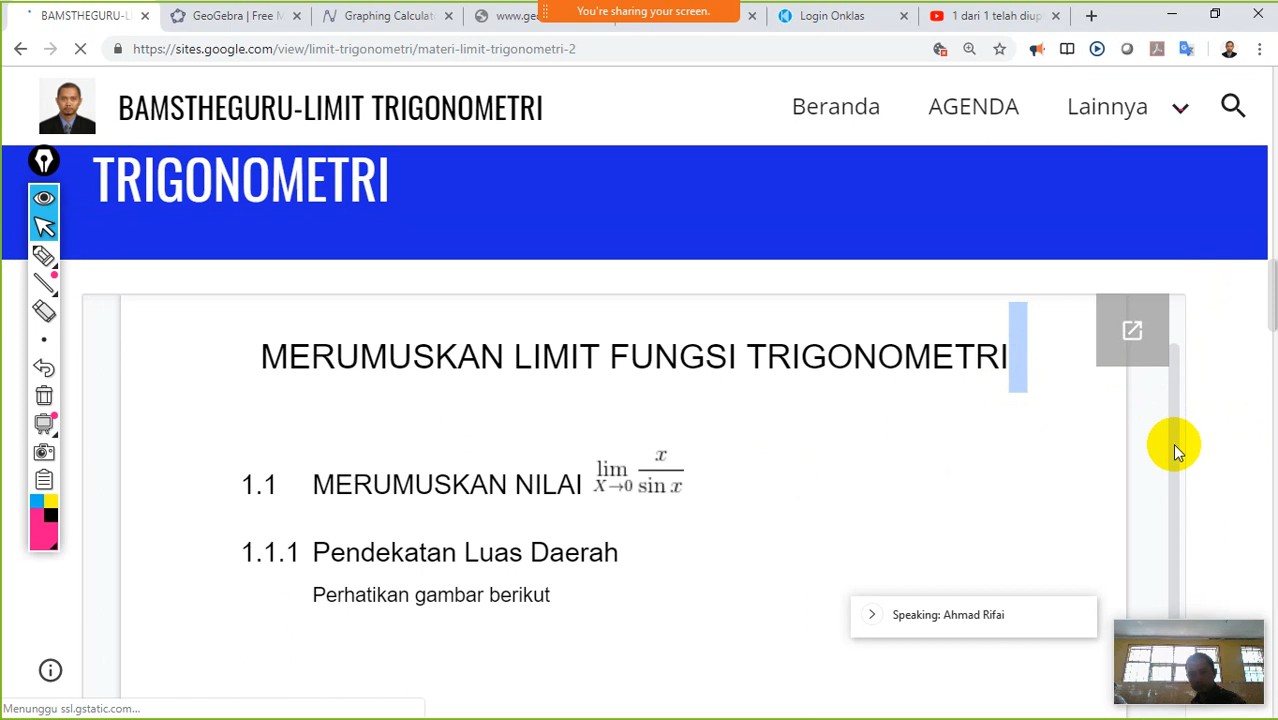 You're sharing your screen.
BAMSTHEGURU-L
GeoGebra | Free M
Graphing Calculat
www.ge
Login Onklas
1 dari 1 telah diup
https://sites.google.com/view/limit-trigonometri/materi-limit-trigonometri-2
BAMSTHEGURU-LIMIT TRIGONOMETRI
Beranda
AGENDA
Lainnya
TRIGONOMETRI
MERUMUSKAN LIMIT FUNGSI TRIGONOMETRI
1.1 MERUMUSKAN NILAI lim X→0 x / sin x
1.1.1 Pendekatan Luas Daerah
Perhatikan gambar berikut
Speaking: Ahmad Rifai
Menunggu ssl.gstatic.com...